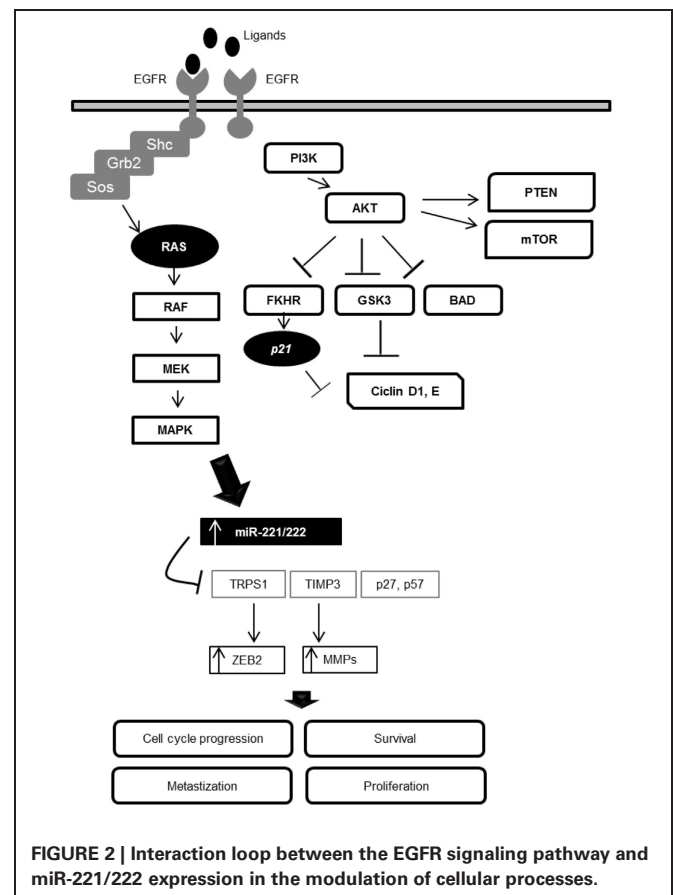 Ligands
EGFR EGFR
Shc
Grb2
Sos
PI3K
AKT
PTEN
mTOR
RAS
RAF
MEK
MAPK
FKHR GSK3 BAD
p21
Ciclin D1, E
miR-221/222
TRPS1 TIMP3 p27, p57
ZEB2 MMPs
Cell cycle progression Survival
Metastization Proliferation
FIGURE 2 | Interaction loop between the EGFR signaling pathway and
miR-221/222 expression in the modulation of cellular processes.